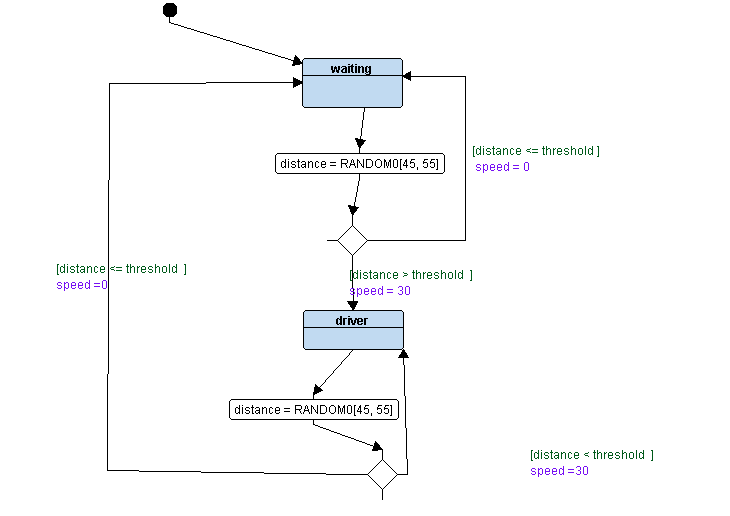 waiting
distance = RANDOM0[45, 55]
[distance <= threshold ]
speed = 0
[distance <= threshold ]
speed =0
[distance > threshold ]
speed = 30
driver
distance = RANDOM0[45, 55]
[distance < threshold ]
speed =30